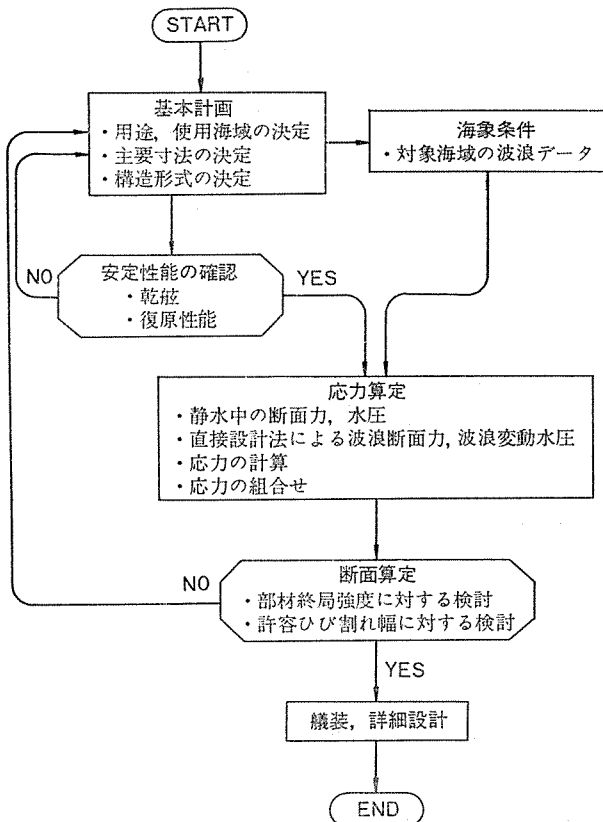 START
基本計画
・用途，使用海域の決定
・主要寸法の決定
・構造形式の決定
海象条件
・対象海域の波浪データ
安定性能の確認
・乾舷
・復原性能
NO
YES
応力算定
・静水中の断面力，水圧
・直接設計法による波浪断面力，波浪変動水圧
・応力の計算
・応力の組合せ
断面算定
・部材終局強度に対する検討
・許容ひび割れ幅に対する検討
NO
YES
艤装，詳細設計
END